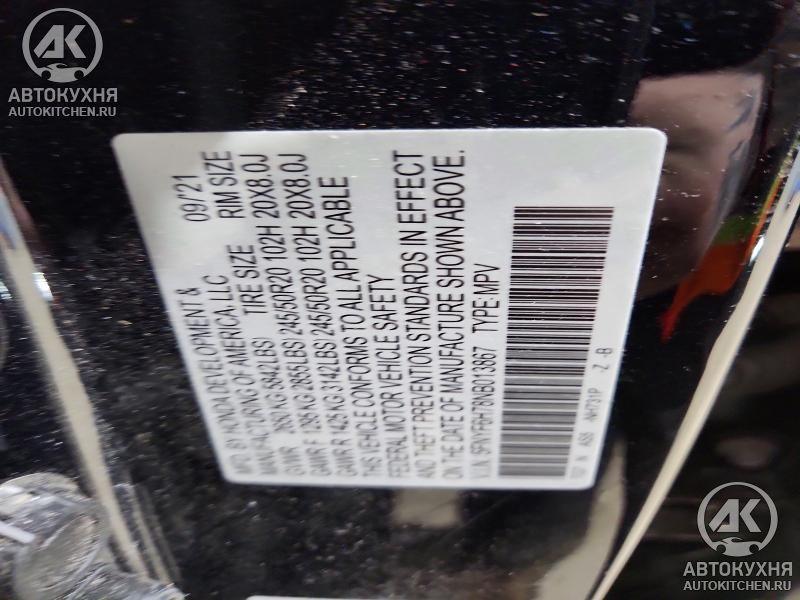 АВТОКУХНЯ
AUTOKITCHEN.RU
MFD. BY HONDA DEVELOPMENT & 09/21
MANUFACTURING OF AMERICA, LLC
TIRE SIZE RIM SIZE
GVWR 2650 KG 5842LBS
GAWR F 1295 KG 2855LBS 245/50R20 102H 20X8.0J
GAWR R 1425 KG 3142LBS 245/50R20 102H 20X8.0J
THIS VEHICLE CONFORMS TO ALL APPLICABLE
FEDERAL MOTOR VEHICLE SAFETY
AND THEFT PREVENTION STANDARDS IN EFFECT
ON THE DATE OF MANUFACTURE SHOWN ABOVE.
V.I.N. 5FNYF6H78NB013867 TYPE:MPV
NH731P Z -B
АВТОКУХНЯ
AUTOKITCHEN.RU